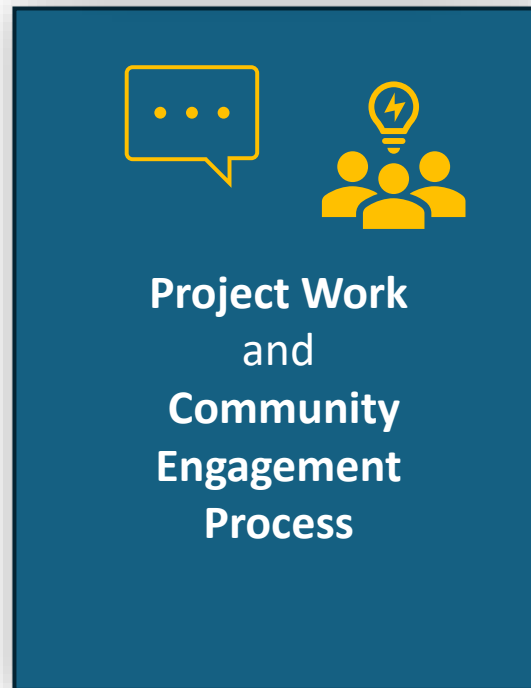 Project Work
and
Community
Engagement
Process